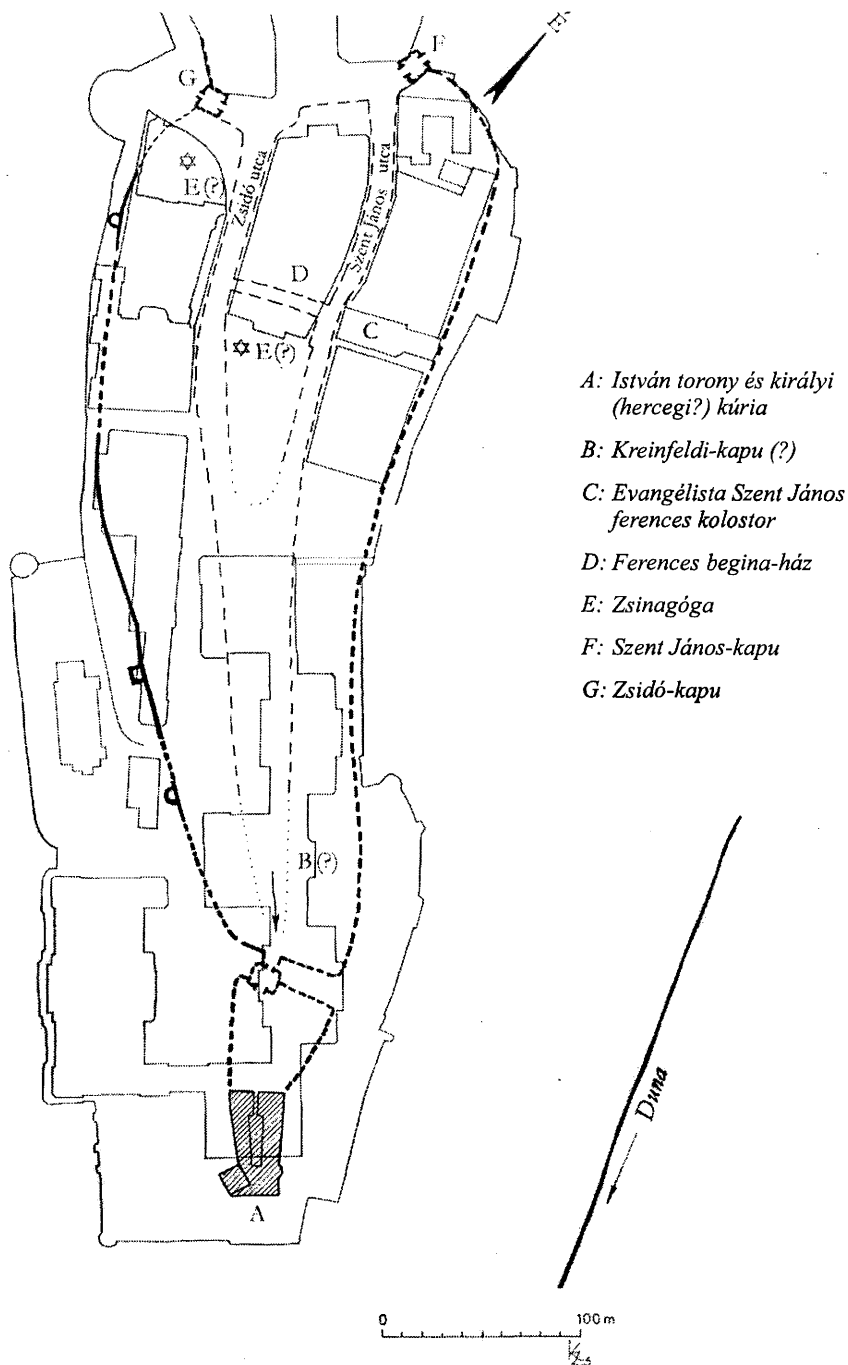 É
F
G
E(?)
Zsidó utca
Szent János utca
D
E(?)
C
B(?)
A
A: István torony és királyi
(hercegi?) kúria
B: Kreinfeldi-kapu (?)
C: Evangélista Szent János
ferences kolostor
D: Ferences begina-ház
E: Zsinagóga
F: Szent János-kapu
G: Zsidó-kapu
Duna
0 100 m